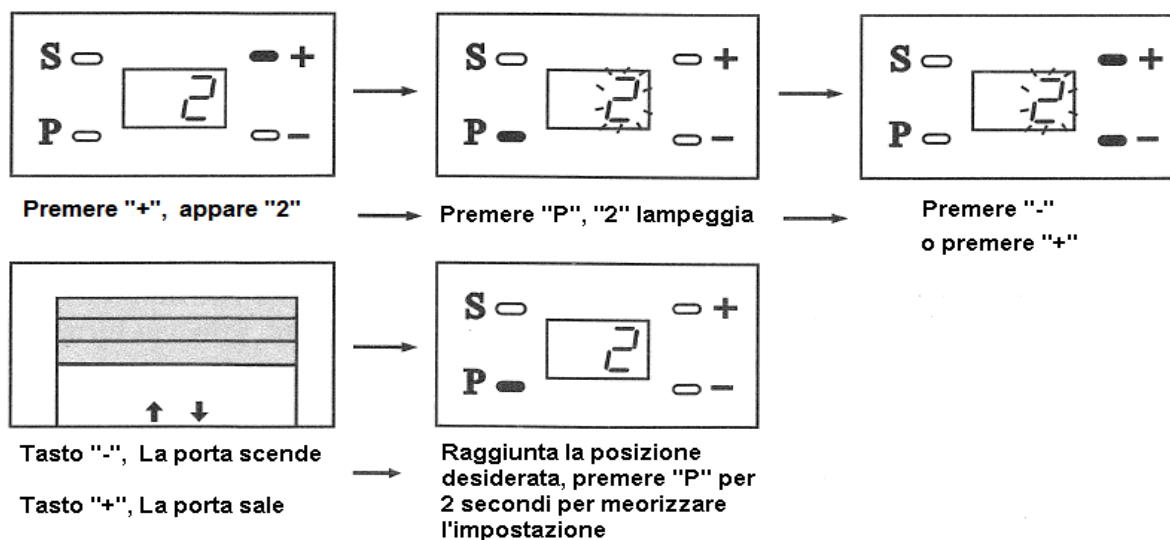 S + S + S +
2 2 2
P - P - P -
Premere "+", appare "2"
Premere "P", "2" lampeggia
Premere "-"
o premere "+"
S +
2
P -
Tasto "-", La porta scende
Tasto "+", La porta sale
Raggiunta la posizione
desiderata, premere "P" per
2 secondi per meorizzare
l'impostazione